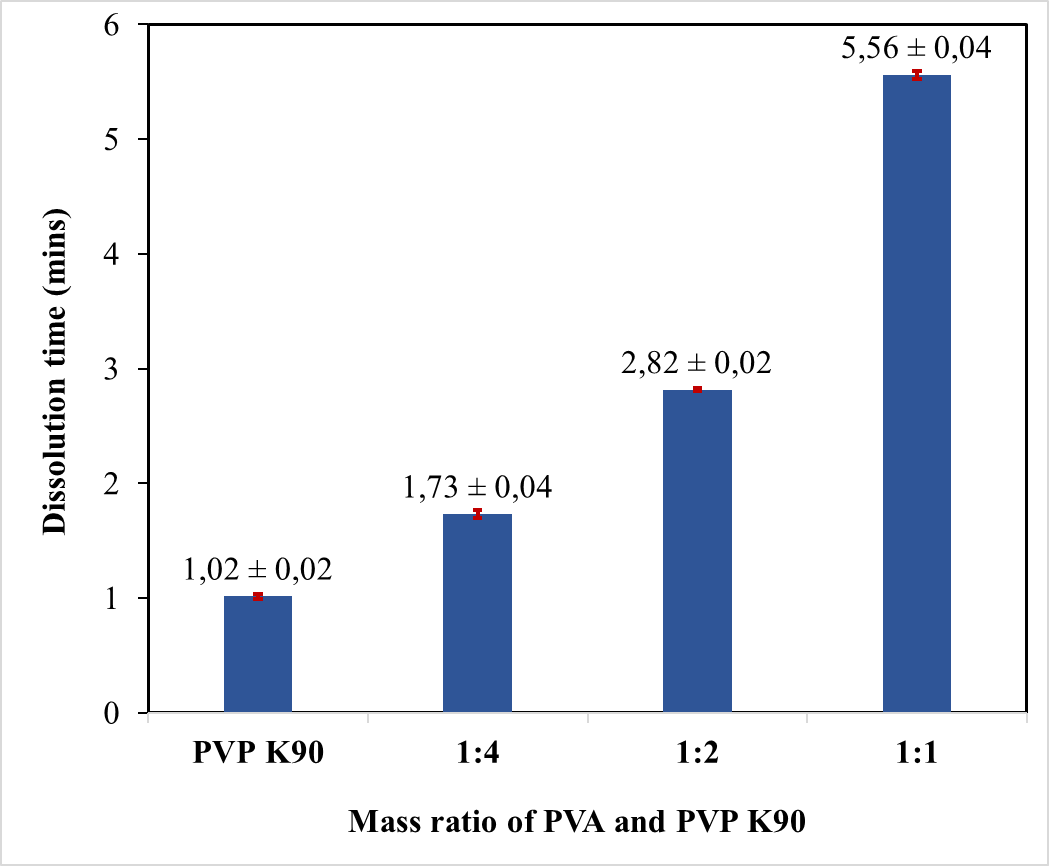 6
5,56 ± 0,04
5
4
3
2,82 ± 0,02
2
1,73 ± 0,04
1
1,02 ± 0,02
0
Dissolution time (mins)
PVP K90 1:4 1:2 1:1
Mass ratio of PVA and PVP K90